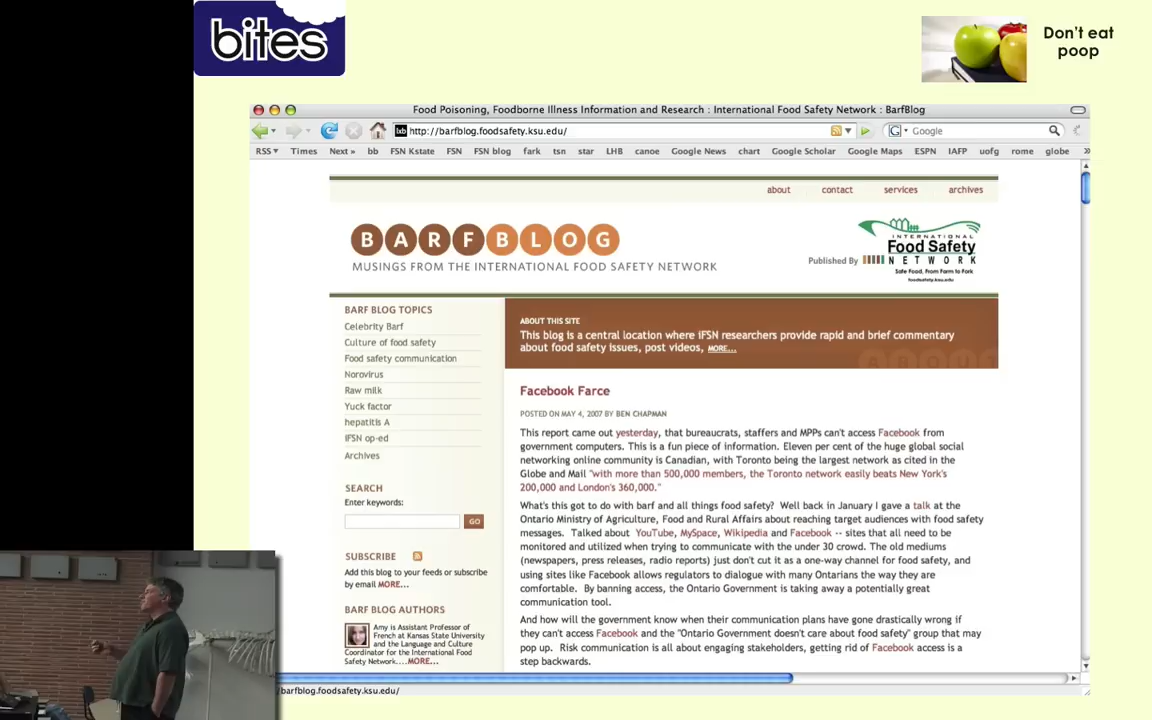 bites
Don't eat
poop
Food Poisoning, Foodborne Illness Information and Research : International Food Safety Network : BarfBlog
http://barfblog.foodsafety.ksu.edu/
Google
RSS Times Next » bb FSN Kstate FSN FSN blog fark tsn star LHB canoe Google News chart Google Scholar Google Maps ESPN IAFP uofg rome globe »
about contact services archives
BARFBLOG
MUSINGS FROM THE INTERNATIONAL FOOD SAFETY NETWORK
Published By
INTERNATIONAL
Food Safety
NETWORK
Safe Food, From Farm to Fork
foodsafety.ksu.edu
BARF BLOG TOPICS
Celebrity Barf
Culture of food safety
Food safety communication
Norovirus
Raw milk
Yuck factor
hepatitis A
IFSN op-ed
Archives
SEARCH
Enter keywords:
GO
SUBSCRIBE
Add this blog to your feeds or subscribe
by email MORE...
BARF BLOG AUTHORS
Amy is Assistant Professor of
French at Kansas State University
and the Language and Culture
Coordinator for the International
Food Safety Network....MORE...
ABOUT THIS SITE
This blog is a central location where iFSN researchers provide rapid and brief commentary
about food safety issues, post videos, MORE...
ABOUT
Facebook Farce
POSTED ON MAY 4, 2007 BY BEN CHAPMAN
This report came out yesterday, that bureaucrats, staffers and MPPs can't access Facebook from
government computers. This is a fun piece of information. Eleven per cent of the huge global social
networking online community is Canadian, with Toronto being the largest network as cited in the
Globe and Mail "with more than 500,000 members, the Toronto network easily beats New York's
200,000 and London's 360,000."
What's this got to do with barf and all things food safety? Well back in January I gave a talk at the
Ontario Ministry of Agriculture, Food and Rural Affairs about reaching target audiences with food safety
messages. Talked about YouTube, MySpace, Wikipedia and Facebook -- sites that all need to be
monitored and utilized when trying to communicate with the under 30 crowd. The old mediums
(newspapers, press releases, radio reports) just don't cut it as a one-way channel for food safety, and
using sites like Facebook allows regulators to dialogue with many Ontarians the way they are
comfortable. By banning access, the Ontario Government is taking away a potentially great
communication tool.
And how will the government know when their communication plans have gone drastically wrong if
they can't access Facebook and the "Ontario Government doesn't care about food safety" group that may
pop up. Risk communication is all about engaging stakeholders, getting rid of Facebook access is a
step backwards.
/barfblog.foodsafety.ksu.edu/